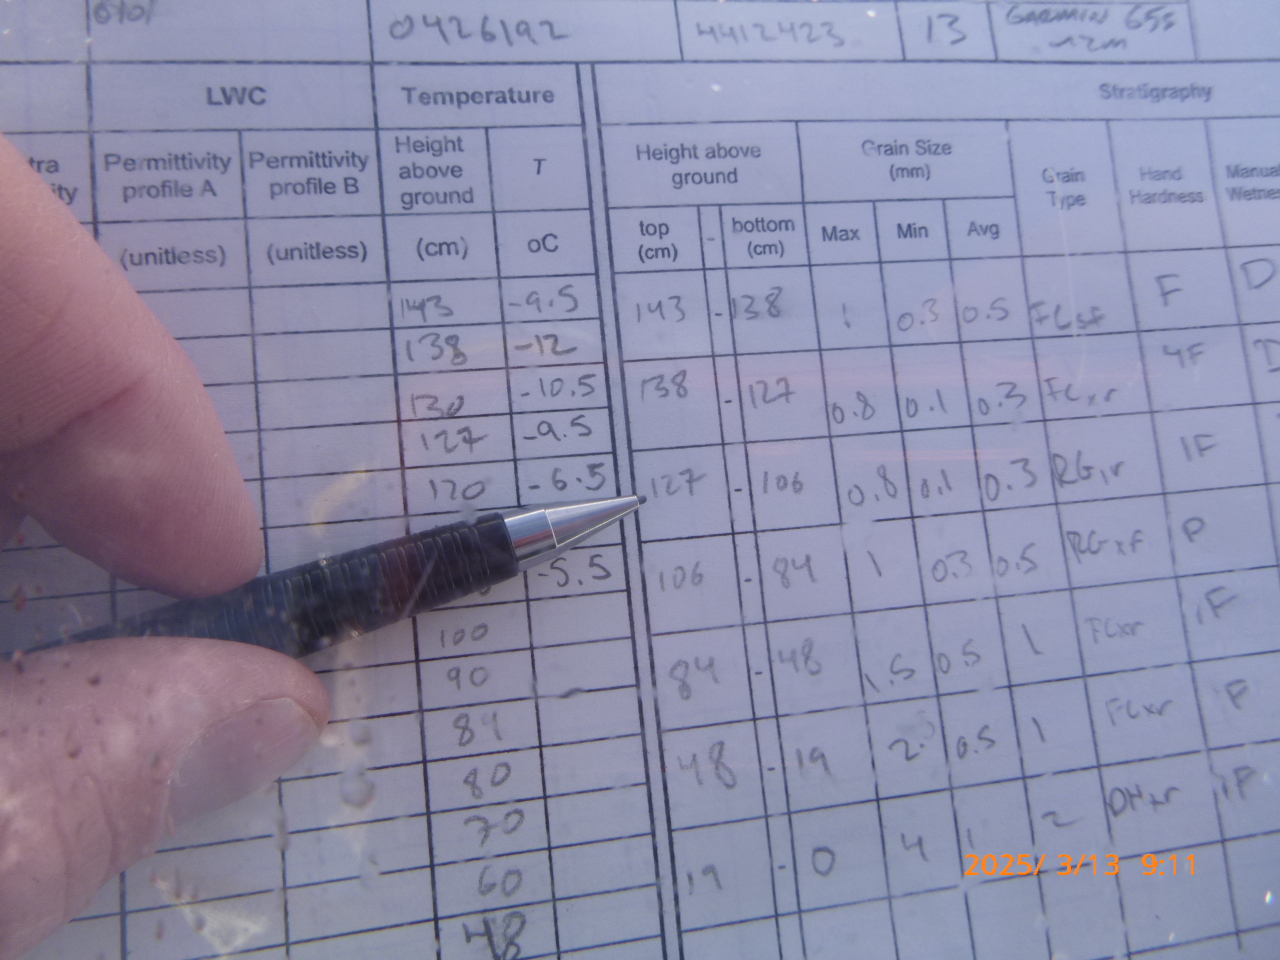 0426192 4412423 13 GARMIN 65s
±2m
LWC Temperature Stratigraphy
Permittivity profile A Permittivity profile B Height above ground T Height above ground Grain Size (mm) Grain Type Hand Hardness Manual
(unitless) (unitless) (cm) oC top (cm) - bottom (cm) Max Min Avg
143 -9.5 143 - 138 1 0.3 0.5 FCsf F D
138 -12
130 -10.5 138 - 127 0.8 0.1 0.3 FCxr 4F D
127 -9.5
120 -6.5 127 - 106 0.8 0.1 0.3 RGlr 1F
-5.5 106 - 84 1 0.3 0.5 RGxf P
100
90 84 - 48 1.5 0.5 1 FCxr 1F
84
80 48 - 19 2 0.5 1 FCxr P
70
60 19 - 0 4 1 2 DHxr 1F
48
2025/ 3/13 9:11